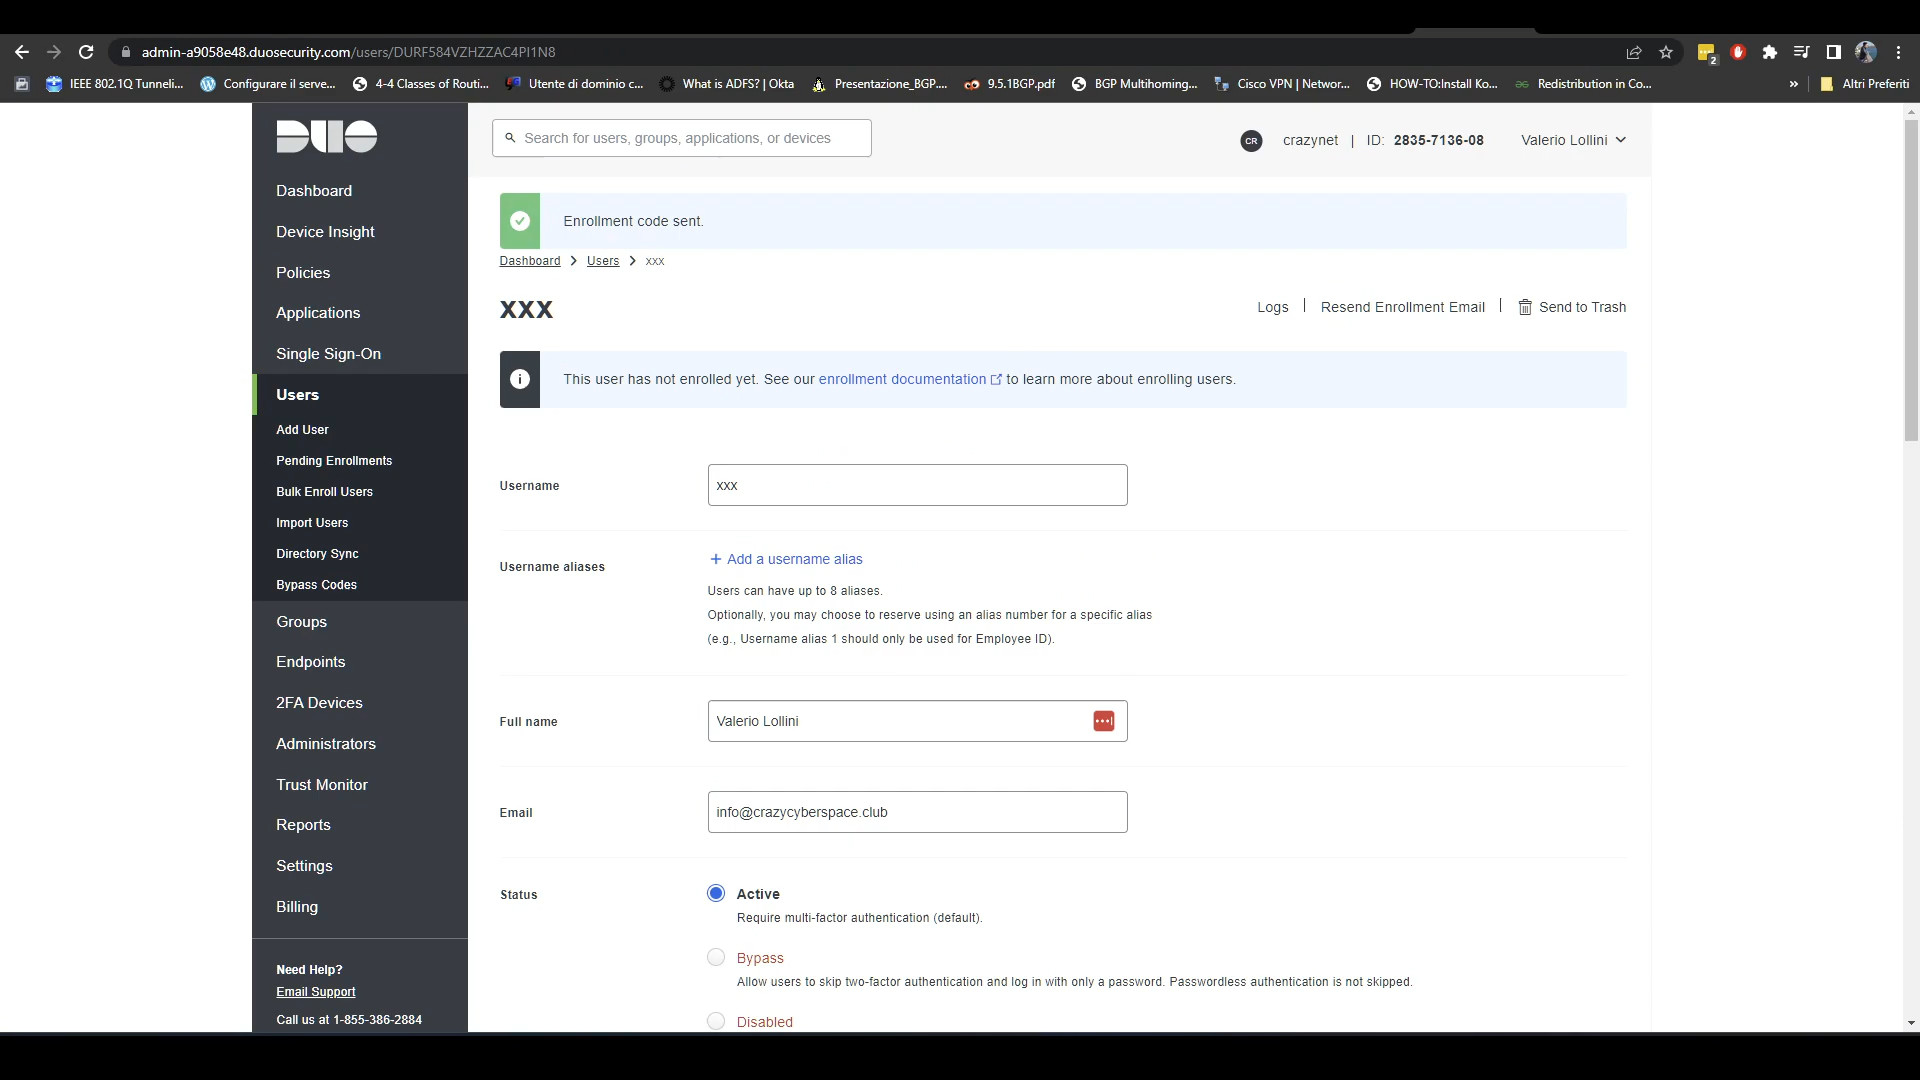 admin-a9058e48.duosecurity.com/users/DURF584VZHZZAC4PI1N8
2
IEEE 802.1Q Tunneli... Configurare il serve... 4-4 Classes of Routi... Utente di dominio c... What is ADFS? | Okta Presentazione_BGP.... 9.5.1BGP.pdf BGP Multihoming... Cisco VPN | Networ... HOW-TO:Install Ko... Redistribution in Co... » Altri Preferiti
DUO
Search for users, groups, applications, or devices
CR crazynet | ID: 2835-7136-08 Valerio Lollini
Dashboard
Device Insight
Policies
Applications
Single Sign-On
Users
Add User
Pending Enrollments
Bulk Enroll Users
Import Users
Directory Sync
Bypass Codes
Groups
Endpoints
2FA Devices
Administrators
Trust Monitor
Reports
Settings
Billing
Need Help?
Email Support
Call us at 1-855-386-2884
Enrollment code sent.
Dashboard > Users > xxx
xxx
Logs | Resend Enrollment Email | Send to Trash
This user has not enrolled yet. See our enrollment documentation to learn more about enrolling users.
Username xxx
Username aliases + Add a username alias
Users can have up to 8 aliases.
Optionally, you may choose to reserve using an alias number for a specific alias
(e.g., Username alias 1 should only be used for Employee ID).
Full name Valerio Lollini
Email info@crazycyberspace.club
Status Active
Require multi-factor authentication (default).
Bypass
Allow users to skip two-factor authentication and log in with only a password. Passwordless authentication is not skipped.
Disabled